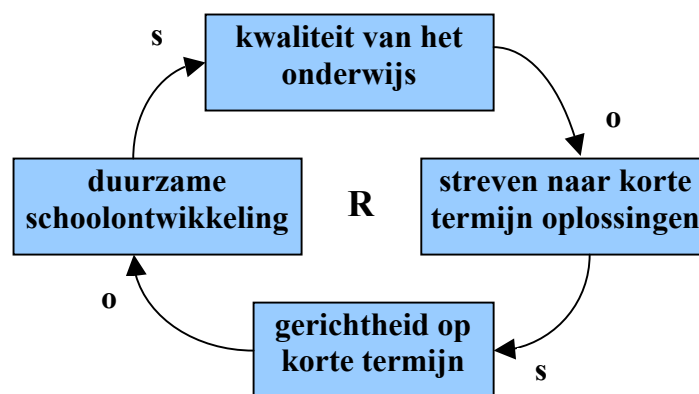 s
kwaliteit van het
onderwijs
o
duurzame
schoolontwikkeling
R
streven naar korte
termijn oplossingen
o
gerichtheid op
korte termijn
s